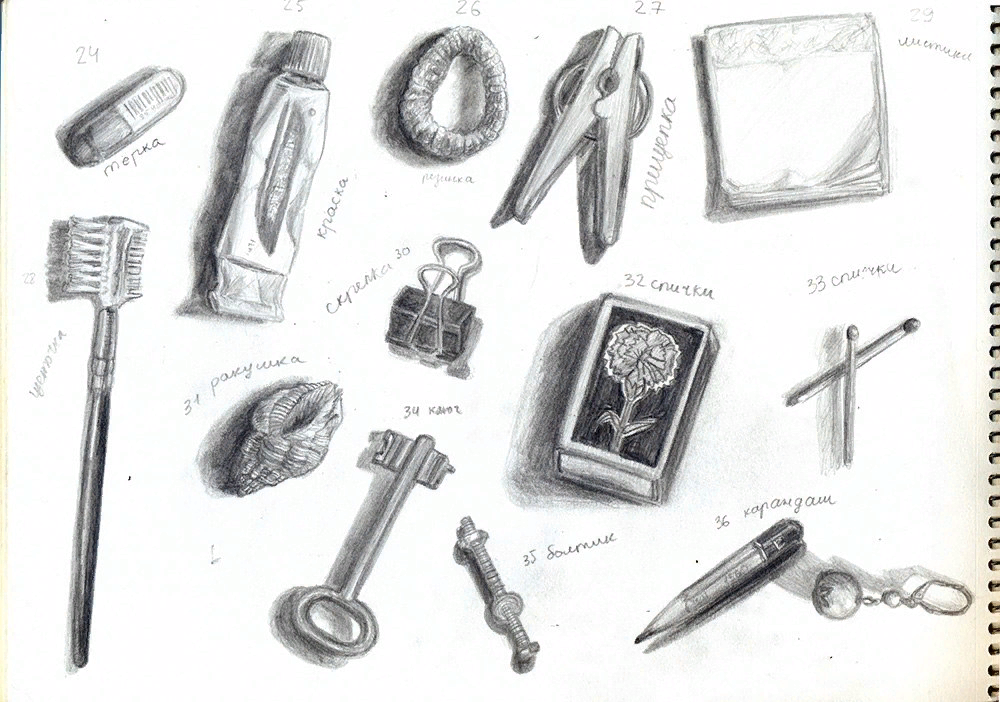 24
терка
25
краска
26
резинка
27
прищепка
29
листики
22
скрепка 30
31 ракушка
32 спички
33 спички
34 ключ
35 болтик
36 карандаш